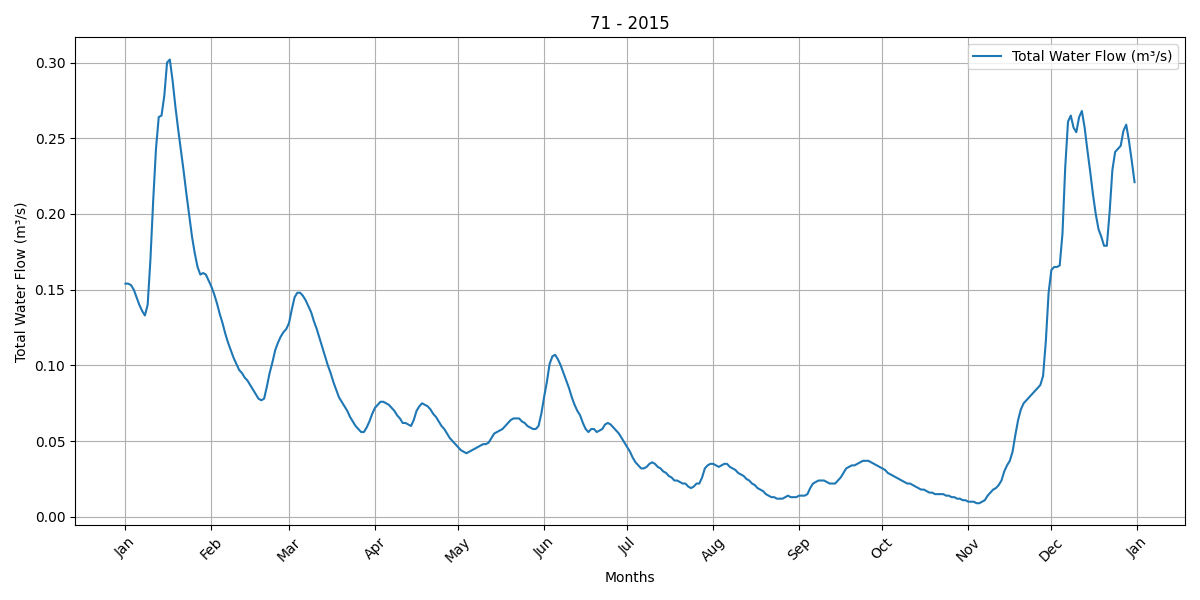 71 - 2015
Total Water Flow (m³/s)
0.30
0.25
0.20
0.15
0.10
0.05
0.00
Total Water Flow (m³/s)
Jan Feb Mar Apr May Jun Jul Aug Sep Oct Nov Dec Jan
Months